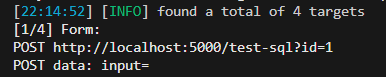 [22:14:52] [INFO] found a total of 4 targets
[1/4] Form:
POST http://localhost:5000/test-sql?id=1
POST data: input=